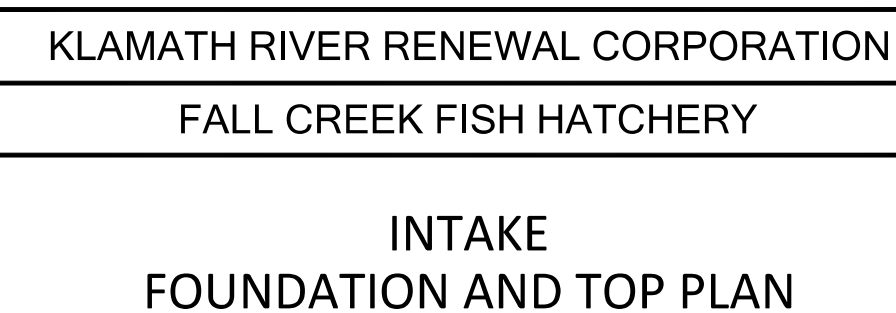 KLAMATH RIVER RENEWAL CORPORATION
FALL CREEK FISH HATCHERY
INTAKE
FOUNDATION AND TOP PLAN